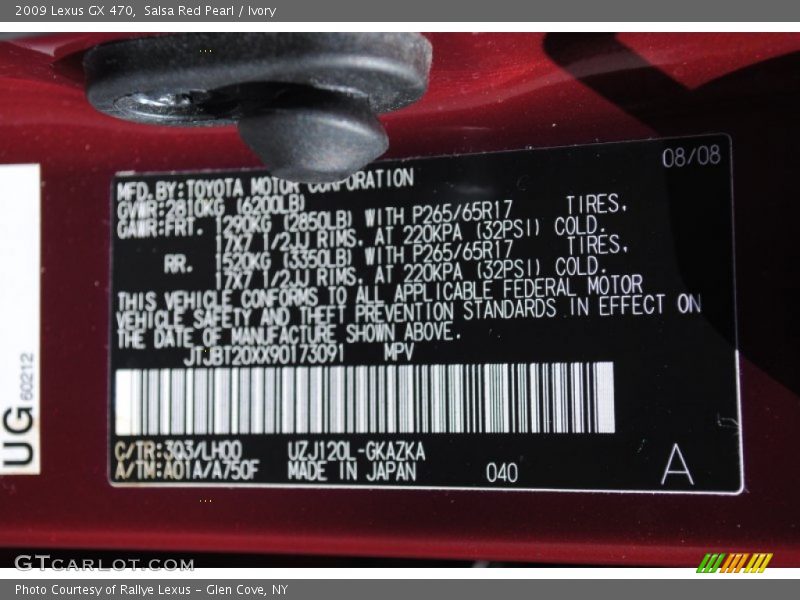 2009 Lexus GX 470, Salsa Red Pearl / Ivory
08/08
MFD. BY: TOYOTA MOTOR CORPORATION
GVWR: 2810KG (6200LB)
GAWR: FRT. 1290KG (2850LB) WITH P265/65R17 TIRES,
17X7 1/2JJ RIMS, AT 220KPA (32PSI) COLD.
RR. 1520KG (3350LB) WITH P265/65R17 TIRES,
17X7 1/2JJ RIMS, AT 220KPA (32PSI) COLD.
THIS VEHICLE CONFORMS TO ALL APPLICABLE FEDERAL MOTOR
VEHICLE SAFETY AND THEFT PREVENTION STANDARDS IN EFFECT ON
THE DATE OF MANUFACTURE SHOWN ABOVE.
JTJBT20XX90173091 MPV
C/TR: 3Q3/LH00 UZJ120L-GKAZKA
A/TM: A01A/A750F MADE IN JAPAN 040 A
UG 60212
GTCARLOT.COM
Photo Courtesy of Rallye Lexus - Glen Cove, NY